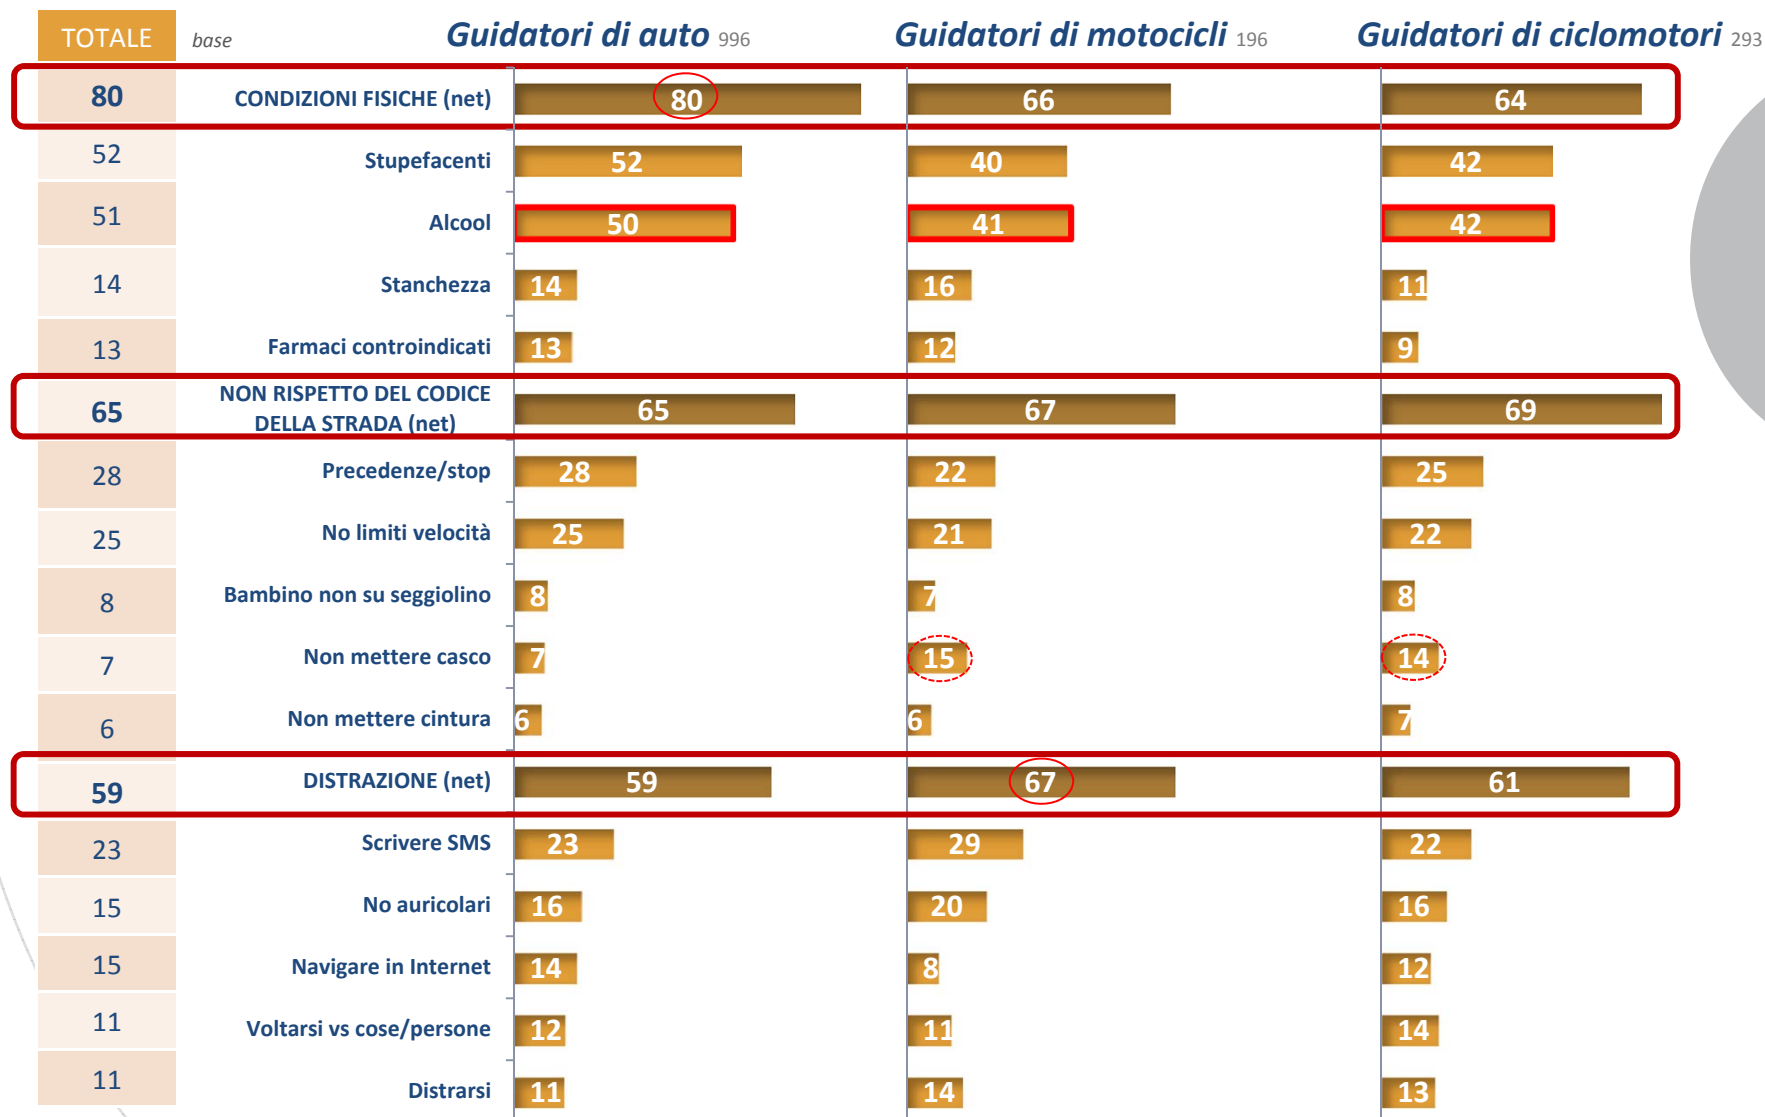 TOTALE base Guidatori di auto 996 Guidatori di motocicli 196 Guidatori di ciclomotori 293
80 CONDIZIONI FISICHE (net) 80 66 64
52 Stupefacenti 52 40 42
51 Alcool 50 41 42
14 Stanchezza 14 16 11
13 Farmaci controindicati 13 12 9
65 NON RISPETTO DEL CODICE
DELLA STRADA (net) 65 67 69
28 Precedenze/stop 28 22 25
25 No limiti velocità 25 21 22
8 Bambino non su seggiolino 8 7 8
7 Non mettere casco 7 15 14
6 Non mettere cintura 6 6 7
59 DISTRAZIONE (net) 59 67 61
23 Scrivere SMS 23 29 22
15 No auricolari 16 20 16
15 Navigare in Internet 14 8 12
11 Voltarsi vs cose/persone 12 11 14
11 Distrarsi 11 14 13